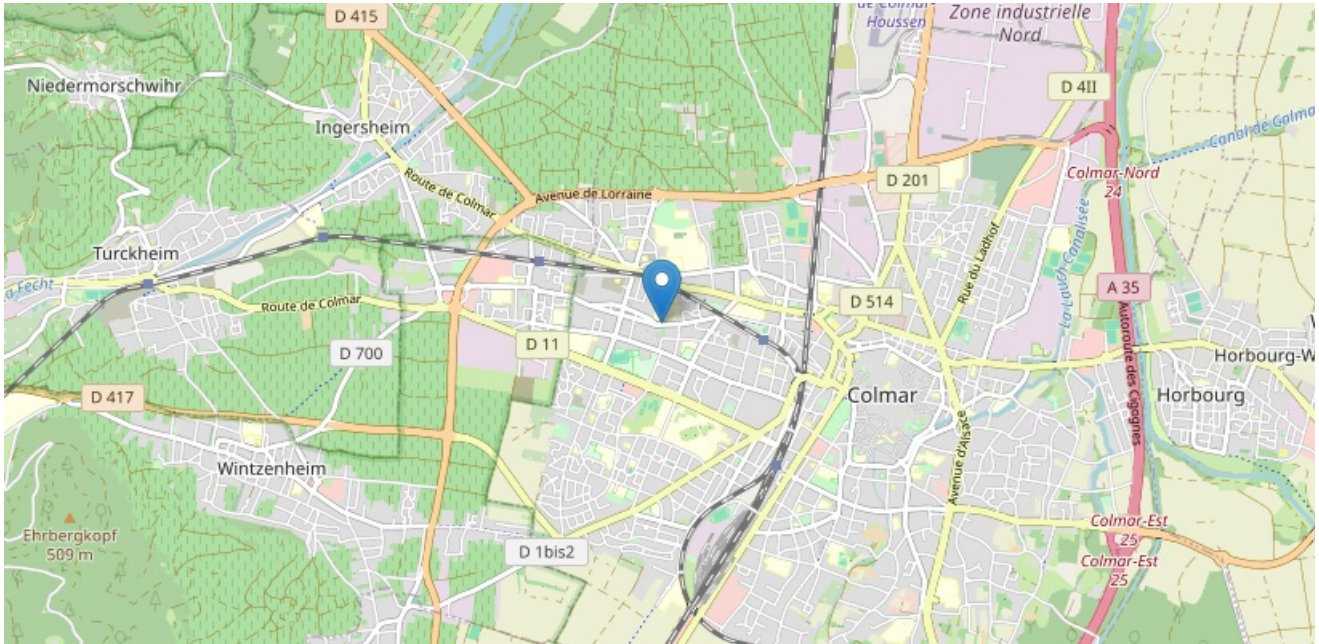 D 415
de Colmar
Houssen
Zone industrielle
Nord
Niedermorschwihr
D 4II
Ingersheim
Canal de Colma
Route de Colmar
Avenue de Lorraine
D 201
Colmar-Nord
24
Turckheim
La Lauch Canalisée
Rue du Ladhof
a Fecht
Route de Colmar
D 514
A 35
Autoroute des Cigognes
D 700
D 11
Horbourg-W
D 417
Colmar
Horbourg
Wintzenheim
Avenue d'Alsace
Ehrbergkopf
509 m
D 1bis2
Colmar-Est
25
Colmar-Est
25